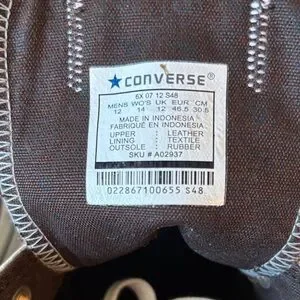 CONVERSE®
6X 07 12 S48
MENS WO'S UK EUR. CM
12 14 12 46.5 30.5
MADE IN INDONESIA
FABRIQUÉ EN INDONESIA
UPPER : LEATHER
LINING : TEXTILE
OUTSOLE : RUBBER
SKU # A02937
022867100655 S48